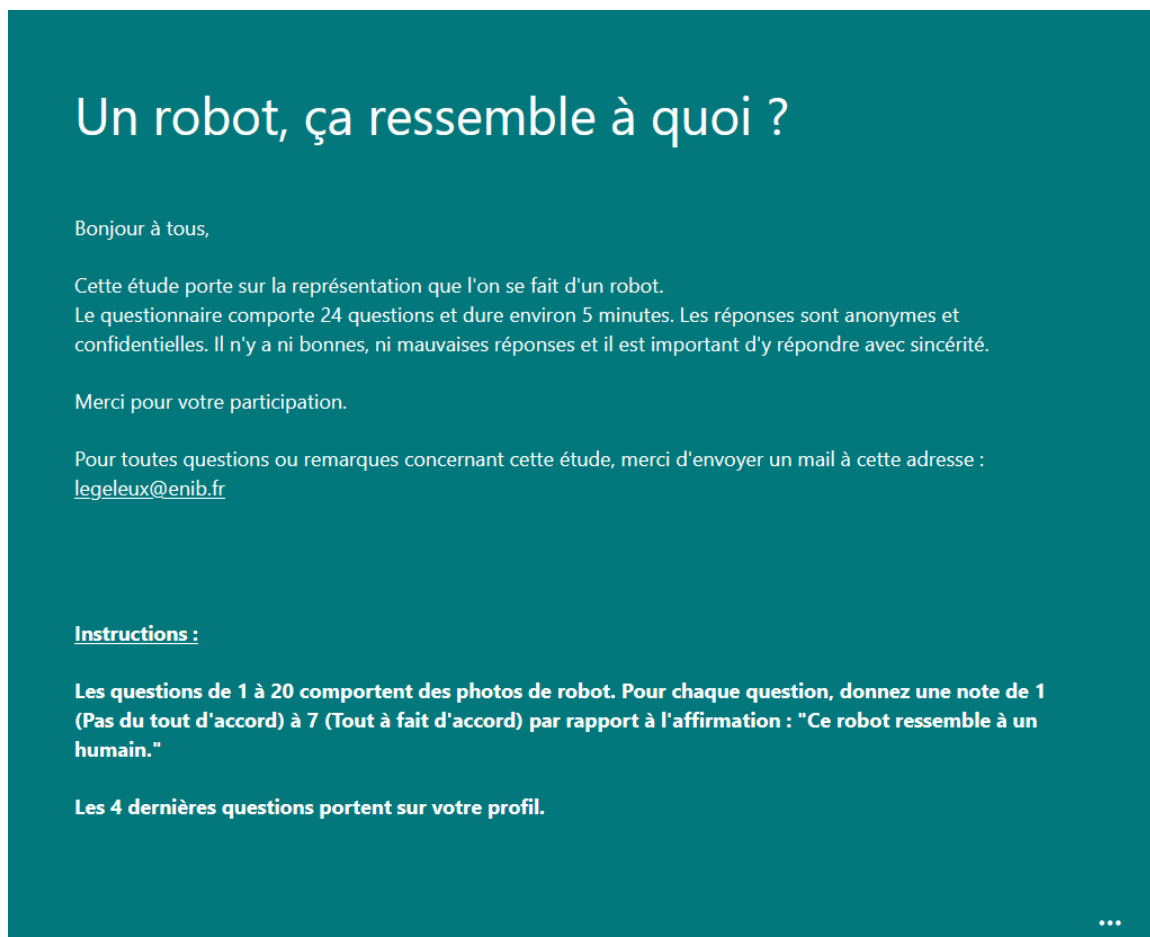 Un robot, ça ressemble à quoi ?
Bonjour à tous,
Cette étude porte sur la représentation que l'on se fait d'un robot.
Le questionnaire comporte 24 questions et dure environ 5 minutes. Les réponses sont anonymes et
confidentielles. Il n'y a ni bonnes, ni mauvaises réponses et il est important d'y répondre avec sincérité.
Merci pour votre participation.
Pour toutes questions ou remarques concernant cette étude, merci d'envoyer un mail à cette adresse :
legeleux@enib.fr
Instructions :
Les questions de 1 à 20 comportent des photos de robot. Pour chaque question, donnez une note de 1
(Pas du tout d'accord) à 7 (Tout à fait d'accord) par rapport à l'affirmation : "Ce robot ressemble à un
humain."
Les 4 dernières questions portent sur votre profil.